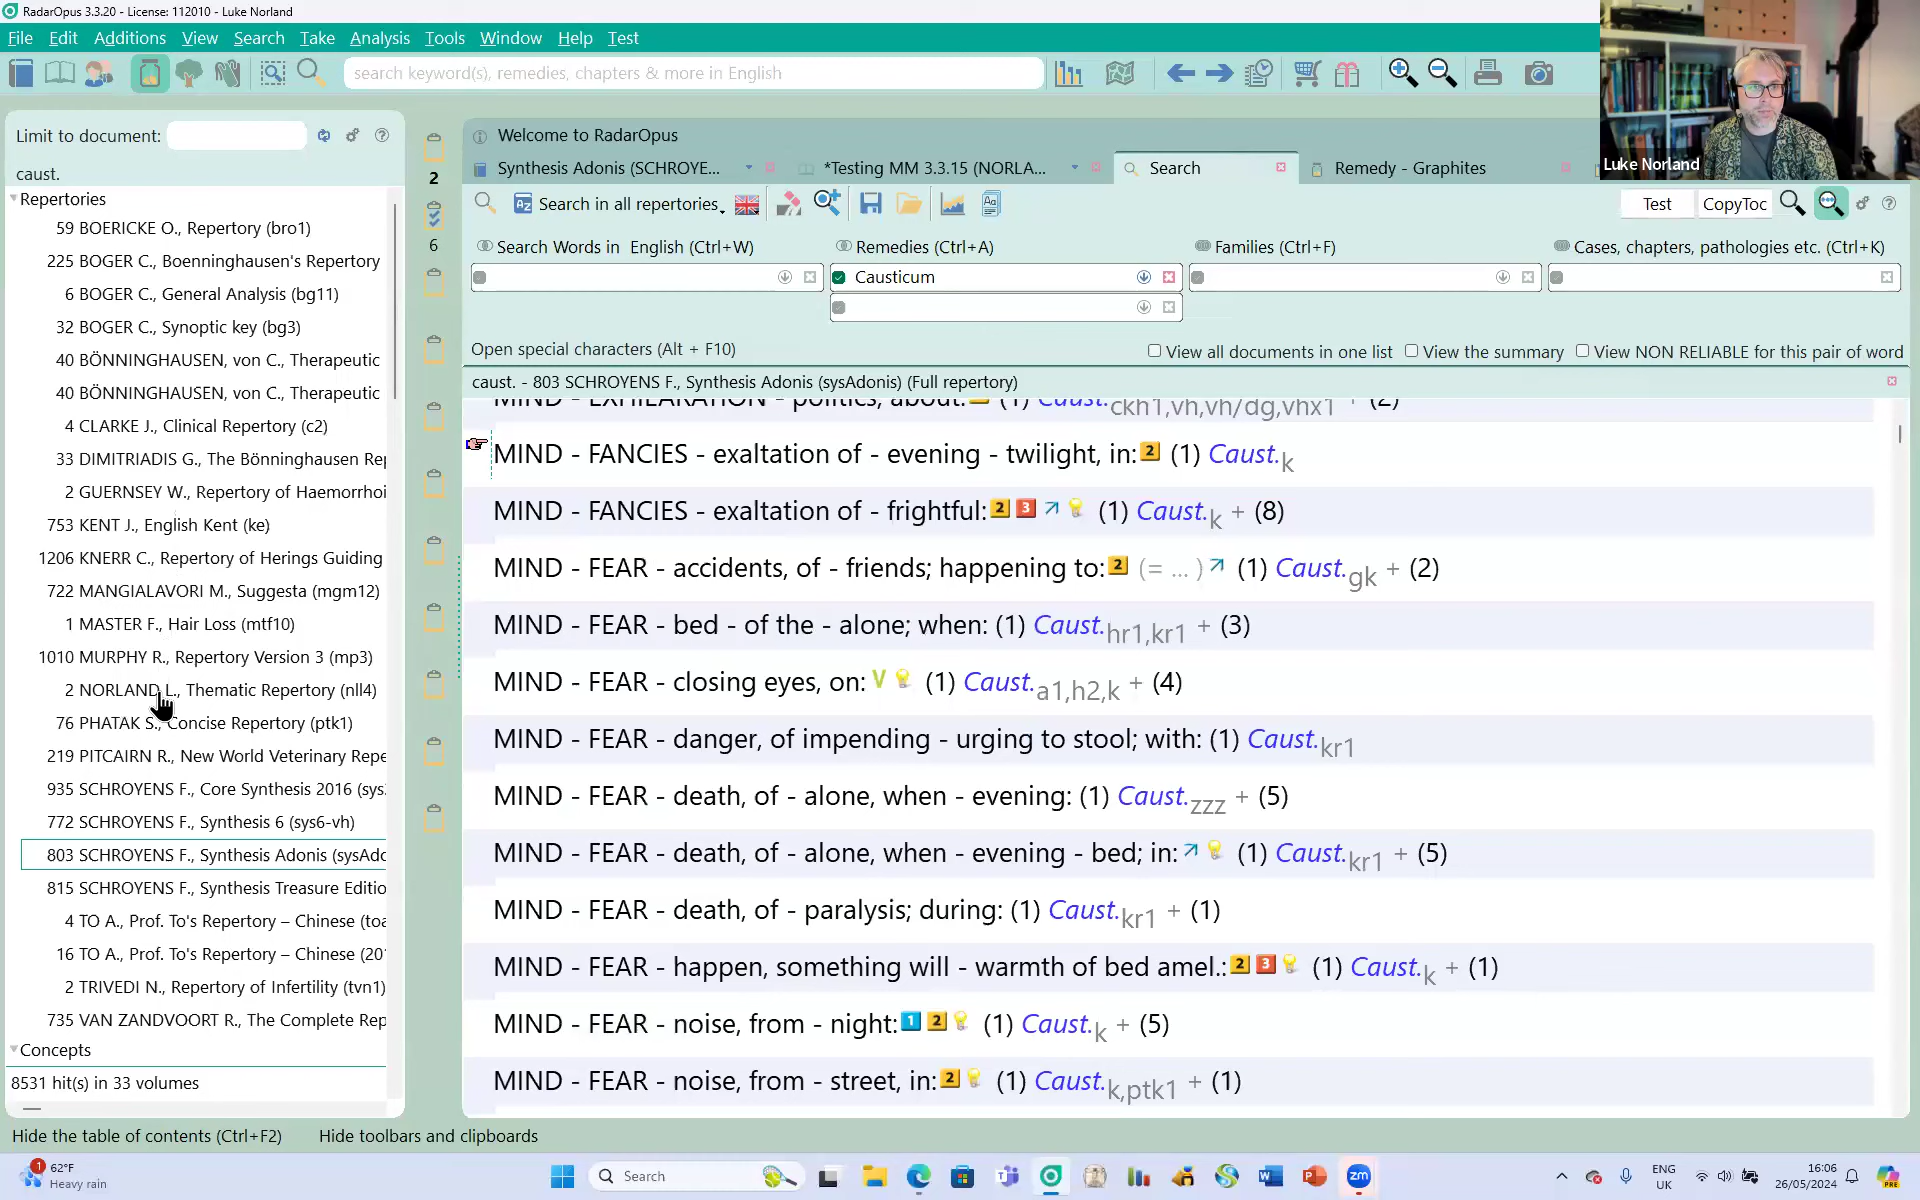 RadarOpus 3.3.20 - License: 112010 - Luke Norland
File Edit Additions View Search Take Analysis Tools Window Help Test
search keyword(s), remedies, chapters & more in English
Luke Norland
Limit to document:
caust.
Repertories
59 BOERICKE O., Repertory (bro1)
225 BOGER C., Boenninghausen's Repertory
6 BOGER C., General Analysis (bg11)
32 BOGER C., Synoptic key (bg3)
40 BÖNNINGHAUSEN, von C., Therapeutic
40 BÖNNINGHAUSEN, von C., Therapeutic
4 CLARKE J., Clinical Repertory (c2)
33 DIMITRIADIS G., The Bönninghausen Rep
2 GUERNSEY W., Repertory of Haemorrhoi
753 KENT J., English Kent (ke)
1206 KNERR C., Repertory of Herings Guiding
722 MANGIALAVORI M., Suggesta (mgm12)
1 MASTER F., Hair Loss (mtf10)
1010 MURPHY R., Repertory Version 3 (mp3)
2 NORLAND L., Thematic Repertory (nll4)
76 PHATAK S., Concise Repertory (ptk1)
219 PITCAIRN R., New World Veterinary Repe
935 SCHROYENS F., Core Synthesis 2016 (sys
772 SCHROYENS F., Synthesis 6 (sys6-vh)
803 SCHROYENS F., Synthesis Adonis (sysAdo
815 SCHROYENS F., Synthesis Treasure Editio
4 TO A., Prof. To's Repertory – Chinese (toa
16 TO A., Prof. To's Repertory – Chinese (20
2 TRIVEDI N., Repertory of Infertility (tvn1)
735 VAN ZANDVOORT R., The Complete Rep
Concepts
8531 hit(s) in 33 volumes
2
6
Welcome to RadarOpus
Synthesis Adonis (SCHROYE... *Testing MM 3.3.15 (NORLA... Search Remedy - Graphites
Search in all repertories Test CopyToc
Search Words in English (Ctrl+W) Remedies (Ctrl+A) Families (Ctrl+F) Cases, chapters, pathologies etc. (Ctrl+K)
Causticum
Open special characters (Alt + F10) View all documents in one list View the summary View NON RELIABLE for this pair of word
caust. - 803 SCHROYENS F., Synthesis Adonis (sysAdonis) (Full repertory)
MIND - EXHILARATION - politics, about: (1) Caust.ckh1,vh,vh/dg,vhx1 + (2)
MIND - FANCIES - exaltation of - evening - twilight, in: 2 (1) Caust.k
MIND - FANCIES - exaltation of - frightful: 2 3 (1) Caust.k + (8)
MIND - FEAR - accidents, of - friends; happening to: 2 (= ... ) (1) Caust.gk + (2)
MIND - FEAR - bed - of the - alone; when: (1) Caust.hr1,kr1 + (3)
MIND - FEAR - closing eyes, on: V (1) Caust.a1,h2,k + (4)
MIND - FEAR - danger, of impending - urging to stool; with: (1) Caust.kr1
MIND - FEAR - death, of - alone, when - evening: (1) Caust.zzz + (5)
MIND - FEAR - death, of - alone, when - evening - bed; in: (1) Caust.kr1 + (5)
MIND - FEAR - death, of - paralysis; during: (1) Caust.kr1 + (1)
MIND - FEAR - happen, something will - warmth of bed amel.: 2 3 (1) Caust.k + (1)
MIND - FEAR - noise, from - night: 1 2 (1) Caust.k + (5)
MIND - FEAR - noise, from - street, in: 2 (1) Caust.k,ptk1 + (1)
Hide the table of contents (Ctrl+F2) Hide toolbars and clipboards
1
62°F
Heavy rain
Search
ENG
UK
16:06
26/05/2024